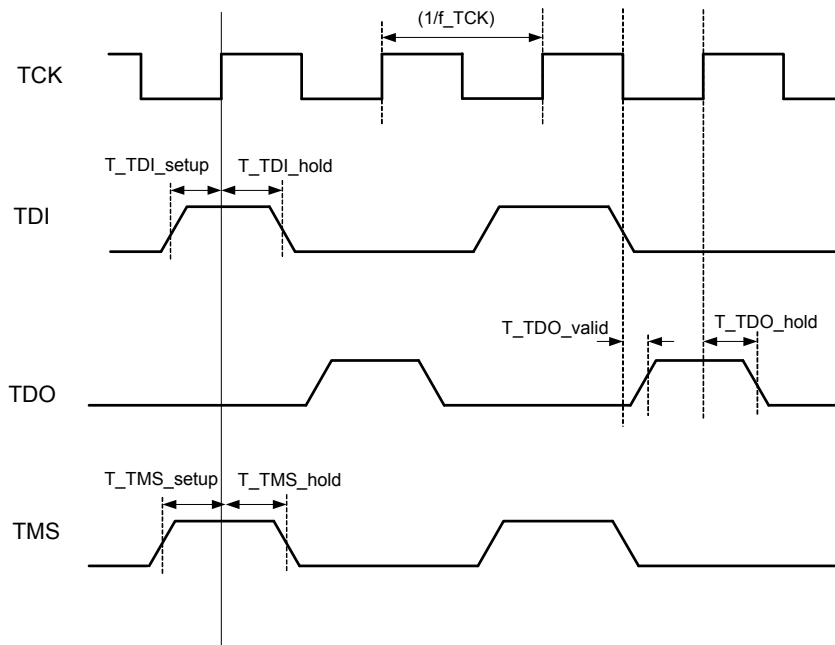 (1/f_TCK)
TCK
T_TDI_setup T_TDI_hold
TDI
T_TDO_valid T_TDO_hold
TDO
T_TMS_setup T_TMS_hold
TMS